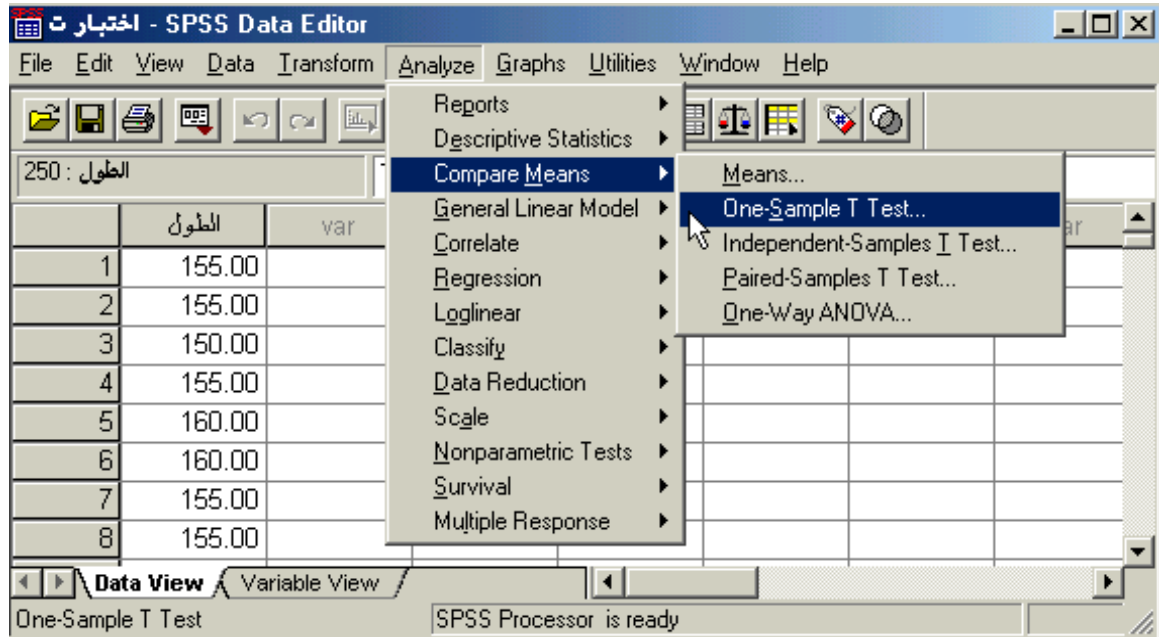 اختبار ت - SPSS Data Editor
File Edit View Data Transform Analyze Graphs Utilities Window Help
Reports
Descriptive Statistics
250 : الطول
Compare Means
Means...
الطول var
General Linear Model
One-Sample T Test...
ar
Correlate
Independent-Samples T Test...
1 155.00
Regression
Paired-Samples T Test...
2 155.00
Loglinear
One-Way ANOVA...
3 150.00
Classify
4 155.00
Data Reduction
5 160.00
Scale
6 160.00
Nonparametric Tests
7 155.00
Survival
8 155.00
Multiple Response
Data View Variable View
One-Sample T Test SPSS Processor is ready